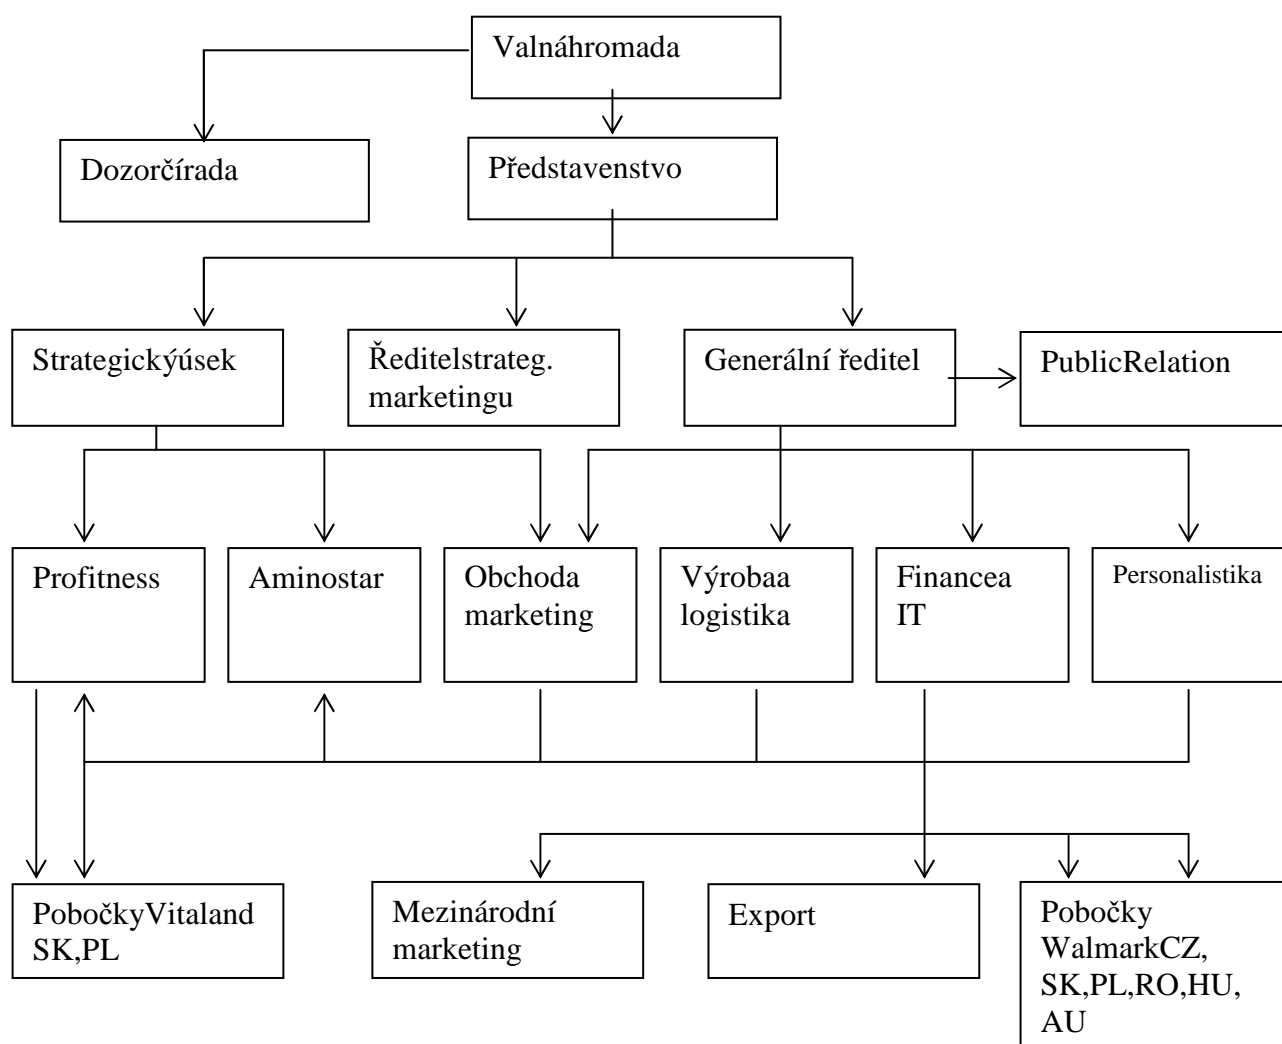 Valnáhromada
Dozorčírada
Představenstvo
Strategickýúsek
Ředitelstrateg.
marketingu
Generální ředitel
PublicRelation
Profitness
Aminostar
Obchoda
marketing
Výrobaa
logistika
Financea
IT
Personalistika
PobočkyVitaland
SK,PL
Mezinárodní
marketing
Export
Pobočky
WalmarkCZ,
SK,PL,RO,HU,
AU